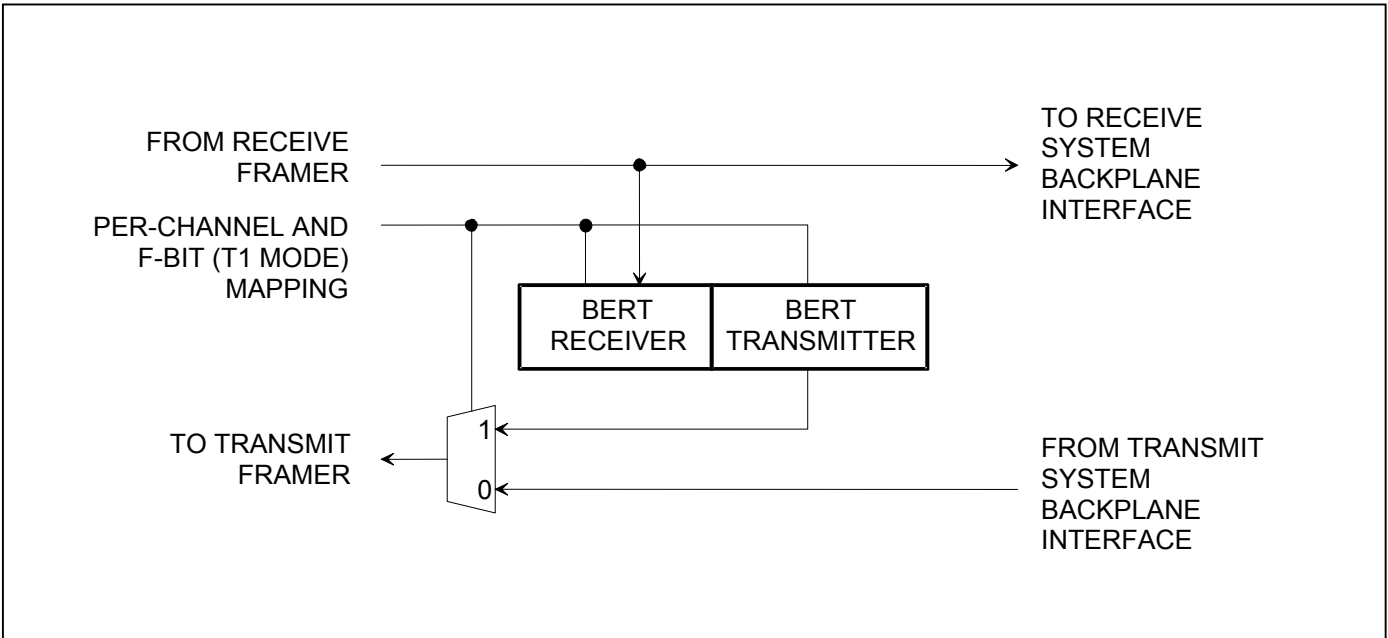 FROM RECEIVE
FRAMER
TO RECEIVE
SYSTEM
BACKPLANE
INTERFACE
PER-CHANNEL AND
F-BIT (T1 MODE)
MAPPING
BERT
RECEIVER
BERT
TRANSMITTER
1
0
TO TRANSMIT
FRAMER
FROM TRANSMIT
SYSTEM
BACKPLANE
INTERFACE